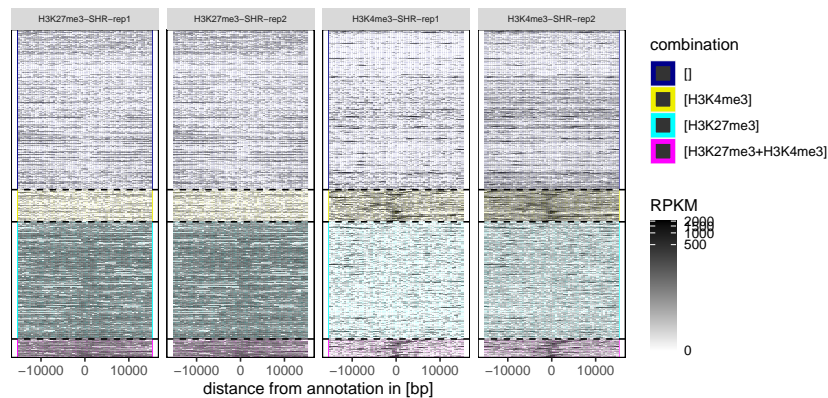 H3K27me3−SHR−rep1 H3K27me3−SHR−rep2 H3K4me3−SHR−rep1 H3K4me3−SHR−rep2
combination
[]
[H3K4me3]
[H3K27me3]
[H3K27me3+H3K4me3]
RPKM
2000
1500
1000
500
0
−10000 0 10000 −10000 0 10000 −10000 0 10000 −10000 0 10000
distance from annotation in [bp]